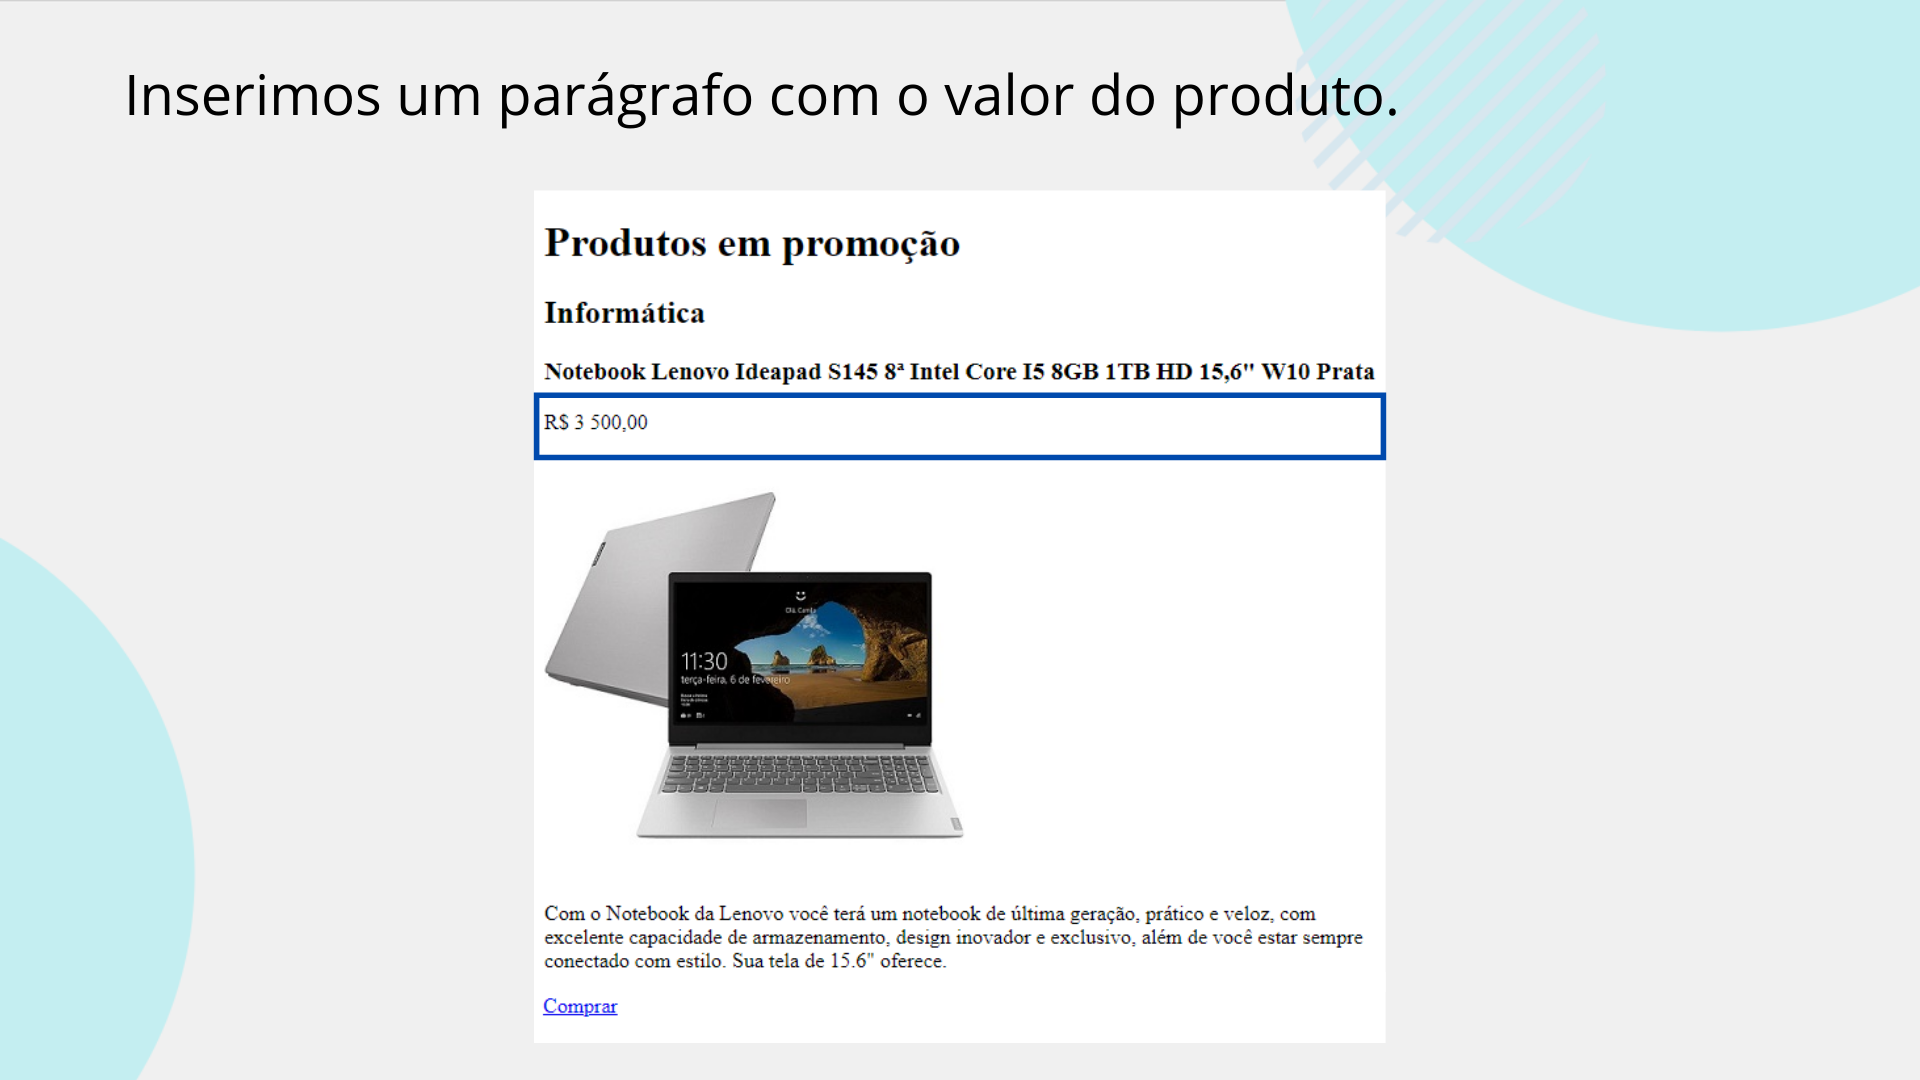 Inserimos um parágrafo com o valor do produto.
Produtos em promoção
Informática
Notebook Lenovo Ideapad S145 8ª Intel Core I5 8GB 1TB HD 15,6" W10 Prata
R$ 3 500,00
11:30
terça-feira, 6 de fevereiro
Com o Notebook da Lenovo você terá um notebook de última geração, prático e veloz, com
excelente capacidade de armazenamento, design inovador e exclusivo, além de você estar sempre
conectado com estilo. Sua tela de 15.6" oferece.
Comprar